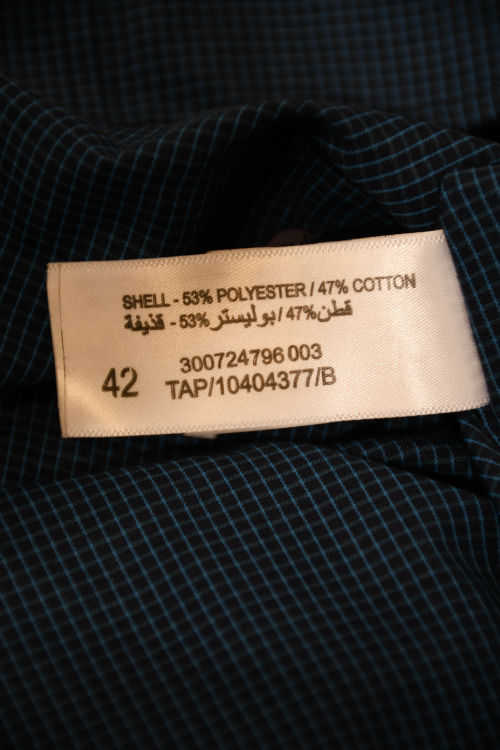 SHELL - 53% POLYESTER / 47% COTTON
قذيفة - 53%بوليستر / 47%قطن
300724796 003
42 TAP/10404377/B